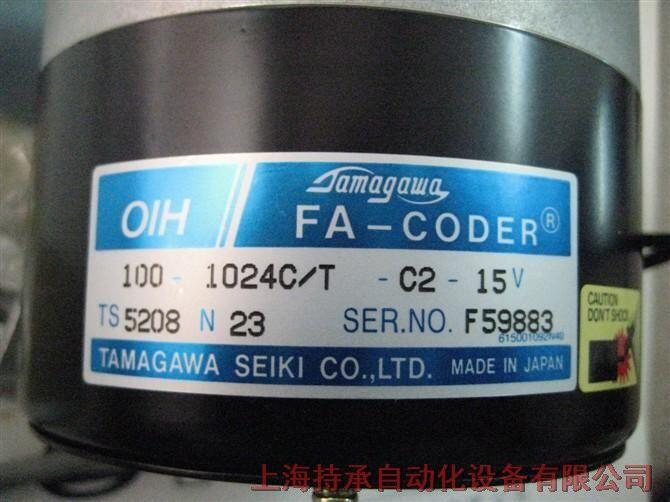 Tamagawa
OIH FA-CODER®
100 - 1024C/T - C2 - 15V
TS 5208 N 23 SER.NO. F59883
TAMAGAWA SEIKI CO.,LTD. MADE IN JAPAN
CAUTION
DON'T SHOCK
上海持承自动化设备有限公司